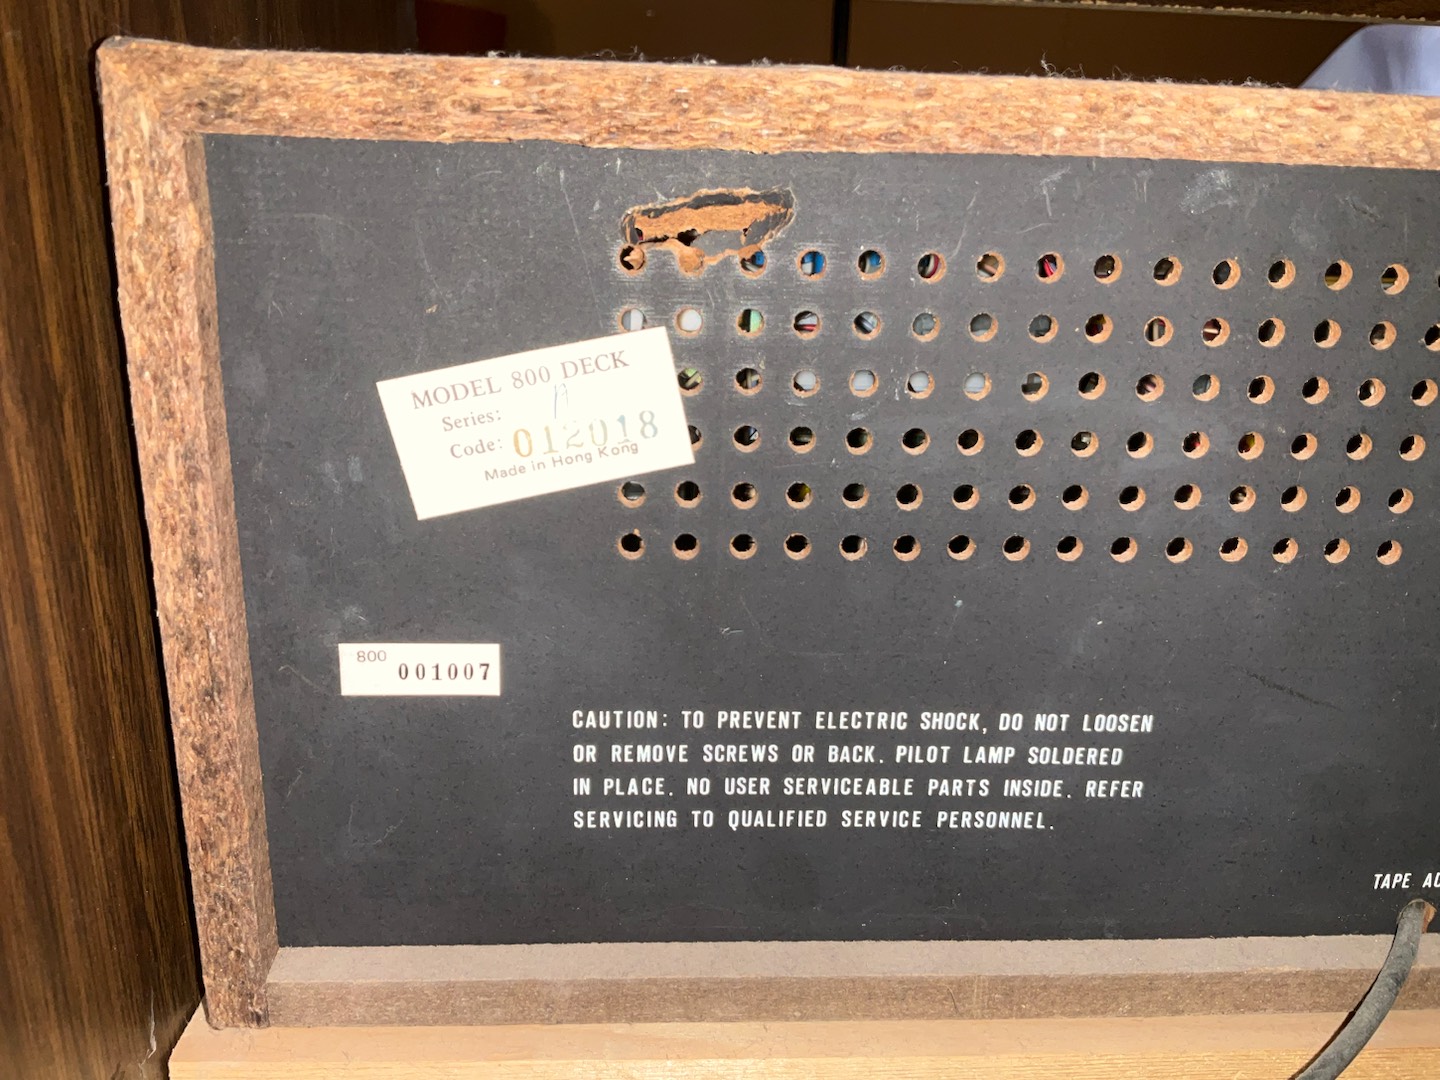 MODEL 800 DECK
Series: A
Code: 012018
Made in Hong Kong
800
001007
CAUTION: TO PREVENT ELECTRIC SHOCK, DO NOT LOOSEN
OR REMOVE SCREWS OR BACK. PILOT LAMP SOLDERED
IN PLACE. NO USER SERVICEABLE PARTS INSIDE. REFER
SERVICING TO QUALIFIED SERVICE PERSONNEL.
TAPE